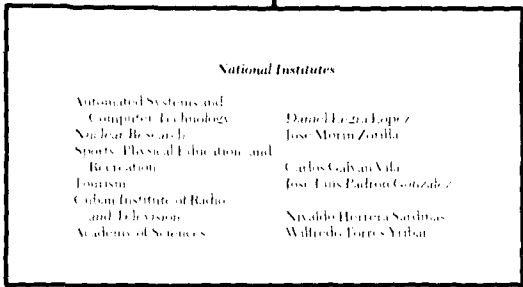 National Institutes
Automated Systems and
Computer Technology Daniel Legra Lopez
Nuclear Research Jose Morin Zorilla
Sports, Physical Education, and
Recreation Carlos Galvan Vila
Tourism Jose Luis Padron Gonzalez
Cuban Institute of Radio
and Television Nivaldo Herrera Sardinas
Academy of Sciences Wilfredo Torres Yribar